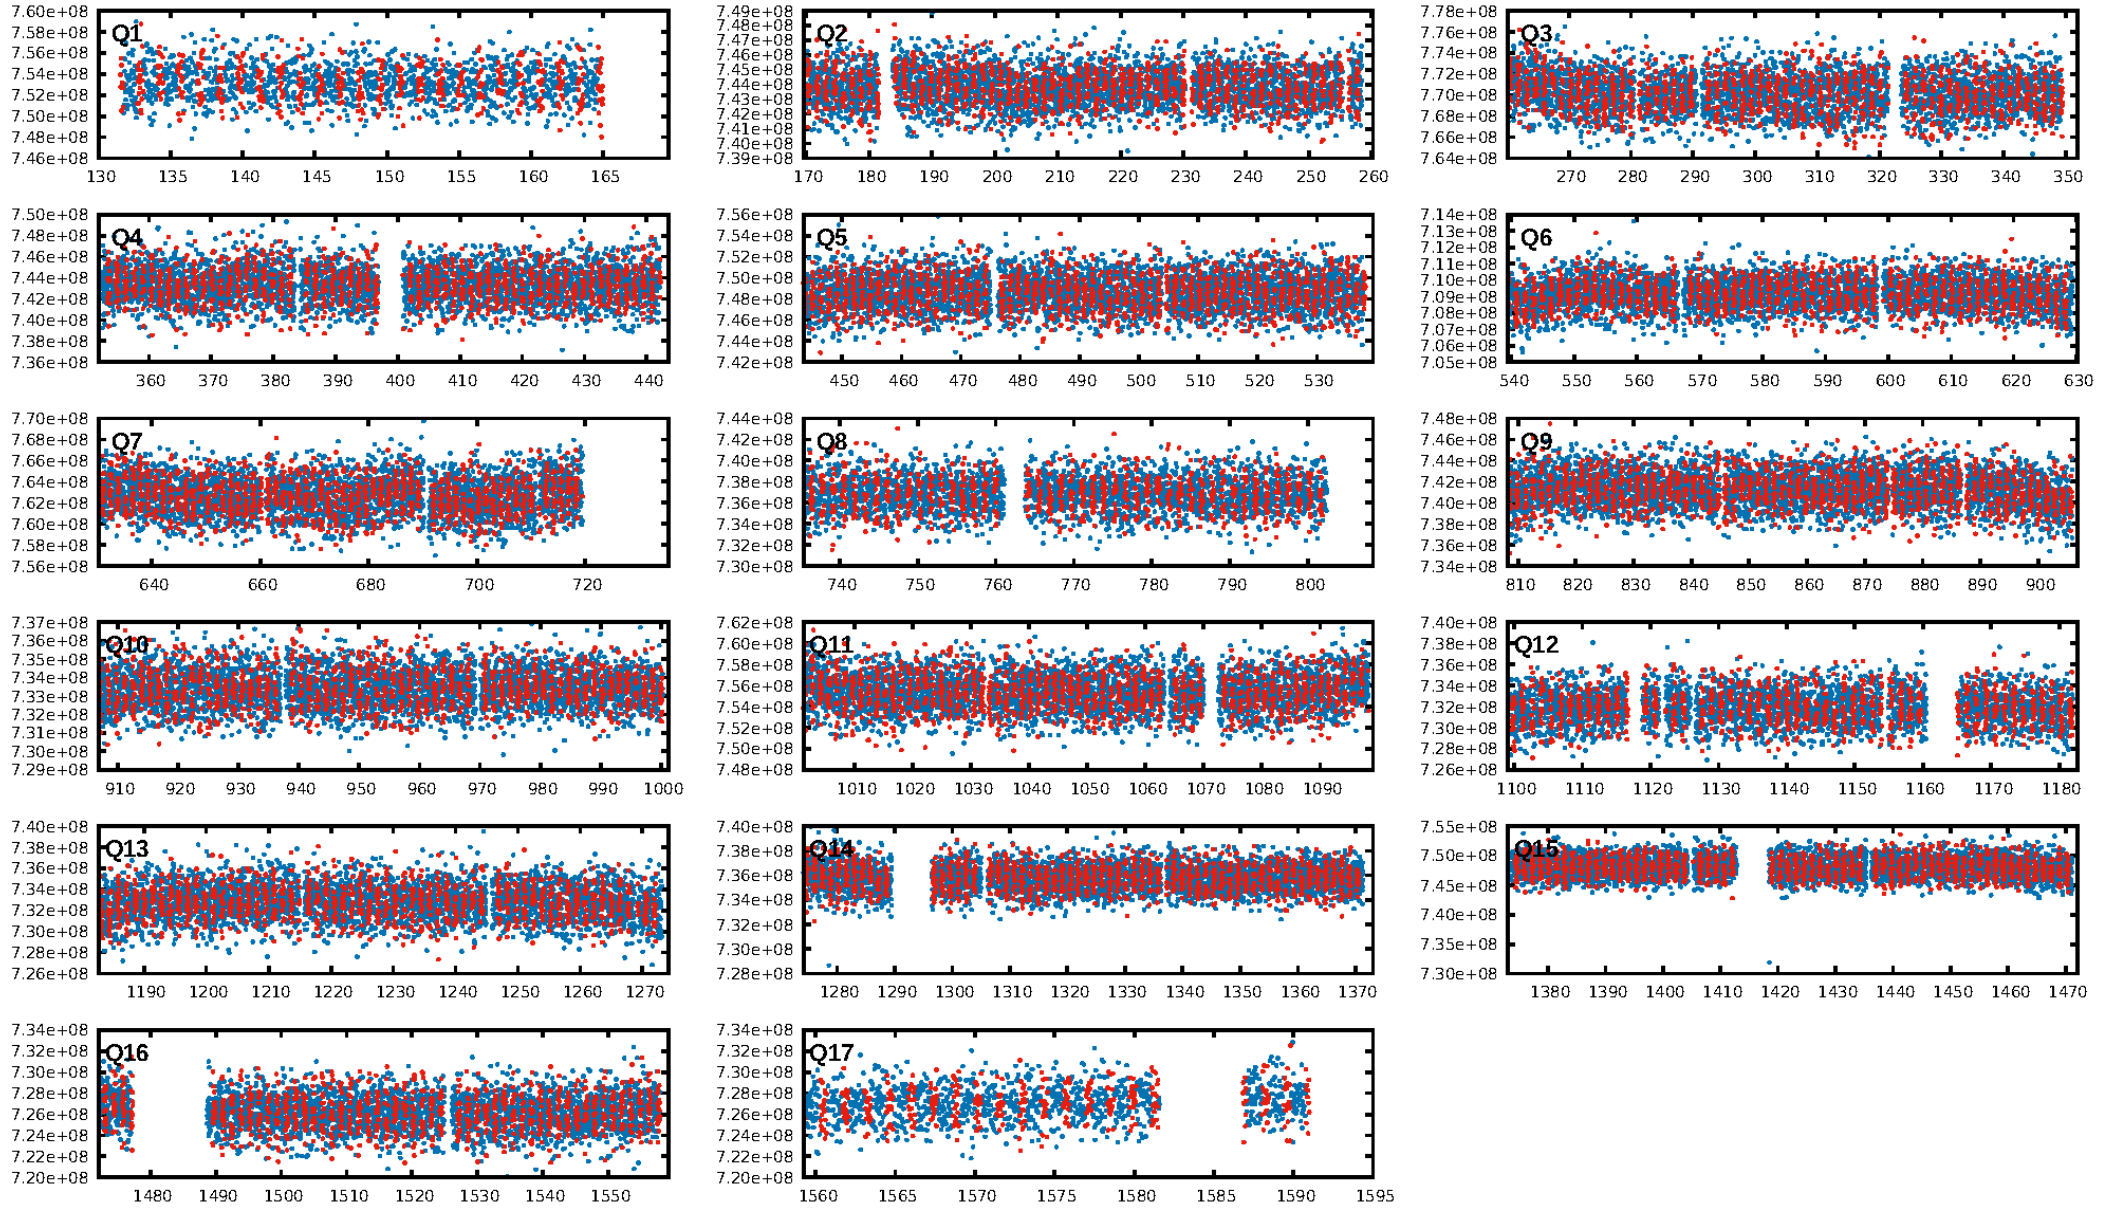 7.60e+08
7.58e+08
7.56e+08
7.54e+08
7.52e+08
7.50e+08
7.48e+08
7.46e+08
Q1
130 135 140 145 150 155 160 165
7.49e+08
7.48e+08
7.47e+08
7.46e+08
7.45e+08
7.44e+08
7.43e+08
7.42e+08
7.41e+08
7.40e+08
7.39e+08
Q2
170 180 190 200 210 220 230 240 250 260
7.78e+08
7.76e+08
7.74e+08
7.72e+08
7.70e+08
7.68e+08
7.66e+08
7.64e+08
Q3
270 280 290 300 310 320 330 340 350
7.50e+08
7.48e+08
7.46e+08
7.44e+08
7.42e+08
7.40e+08
7.38e+08
7.36e+08
Q4
360 370 380 390 400 410 420 430 440
7.56e+08
7.54e+08
7.52e+08
7.50e+08
7.48e+08
7.46e+08
7.44e+08
7.42e+08
Q5
450 460 470 480 490 500 510 520 530
7.14e+08
7.13e+08
7.12e+08
7.11e+08
7.10e+08
7.09e+08
7.08e+08
7.07e+08
7.06e+08
7.05e+08
Q6
540 550 560 570 580 590 600 610 620 630
7.70e+08
7.68e+08
7.66e+08
7.64e+08
7.62e+08
7.60e+08
7.58e+08
7.56e+08
Q7
640 660 680 700 720
7.44e+08
7.42e+08
7.40e+08
7.38e+08
7.36e+08
7.34e+08
7.32e+08
7.30e+08
Q8
740 750 760 770 780 790 800
7.48e+08
7.46e+08
7.44e+08
7.42e+08
7.40e+08
7.38e+08
7.36e+08
7.34e+08
Q9
810 820 830 840 850 860 870 880 890 900
7.37e+08
7.36e+08
7.35e+08
7.34e+08
7.33e+08
7.32e+08
7.31e+08
7.30e+08
7.29e+08
Q10
910 920 930 940 950 960 970 980 990 1000
7.62e+08
7.60e+08
7.58e+08
7.56e+08
7.54e+08
7.52e+08
7.50e+08
7.48e+08
Q11
1010 1020 1030 1040 1050 1060 1070 1080 1090
7.40e+08
7.38e+08
7.36e+08
7.34e+08
7.32e+08
7.30e+08
7.28e+08
7.26e+08
Q12
1100 1110 1120 1130 1140 1150 1160 1170 1180
7.40e+08
7.38e+08
7.36e+08
7.34e+08
7.32e+08
7.30e+08
7.28e+08
7.26e+08
Q13
1190 1200 1210 1220 1230 1240 1250 1260 1270
7.40e+08
7.38e+08
7.36e+08
7.34e+08
7.32e+08
7.30e+08
7.28e+08
Q14
1280 1290 1300 1310 1320 1330 1340 1350 1360 1370
7.55e+08
7.50e+08
7.45e+08
7.40e+08
7.35e+08
7.30e+08
Q15
1380 1390 1400 1410 1420 1430 1440 1450 1460 1470
7.34e+08
7.32e+08
7.30e+08
7.28e+08
7.26e+08
7.24e+08
7.22e+08
7.20e+08
Q16
1480 1490 1500 1510 1520 1530 1540 1550
7.34e+08
7.32e+08
7.30e+08
7.28e+08
7.26e+08
7.24e+08
7.22e+08
7.20e+08
Q17
1560 1565 1570 1575 1580 1585 1590 1595